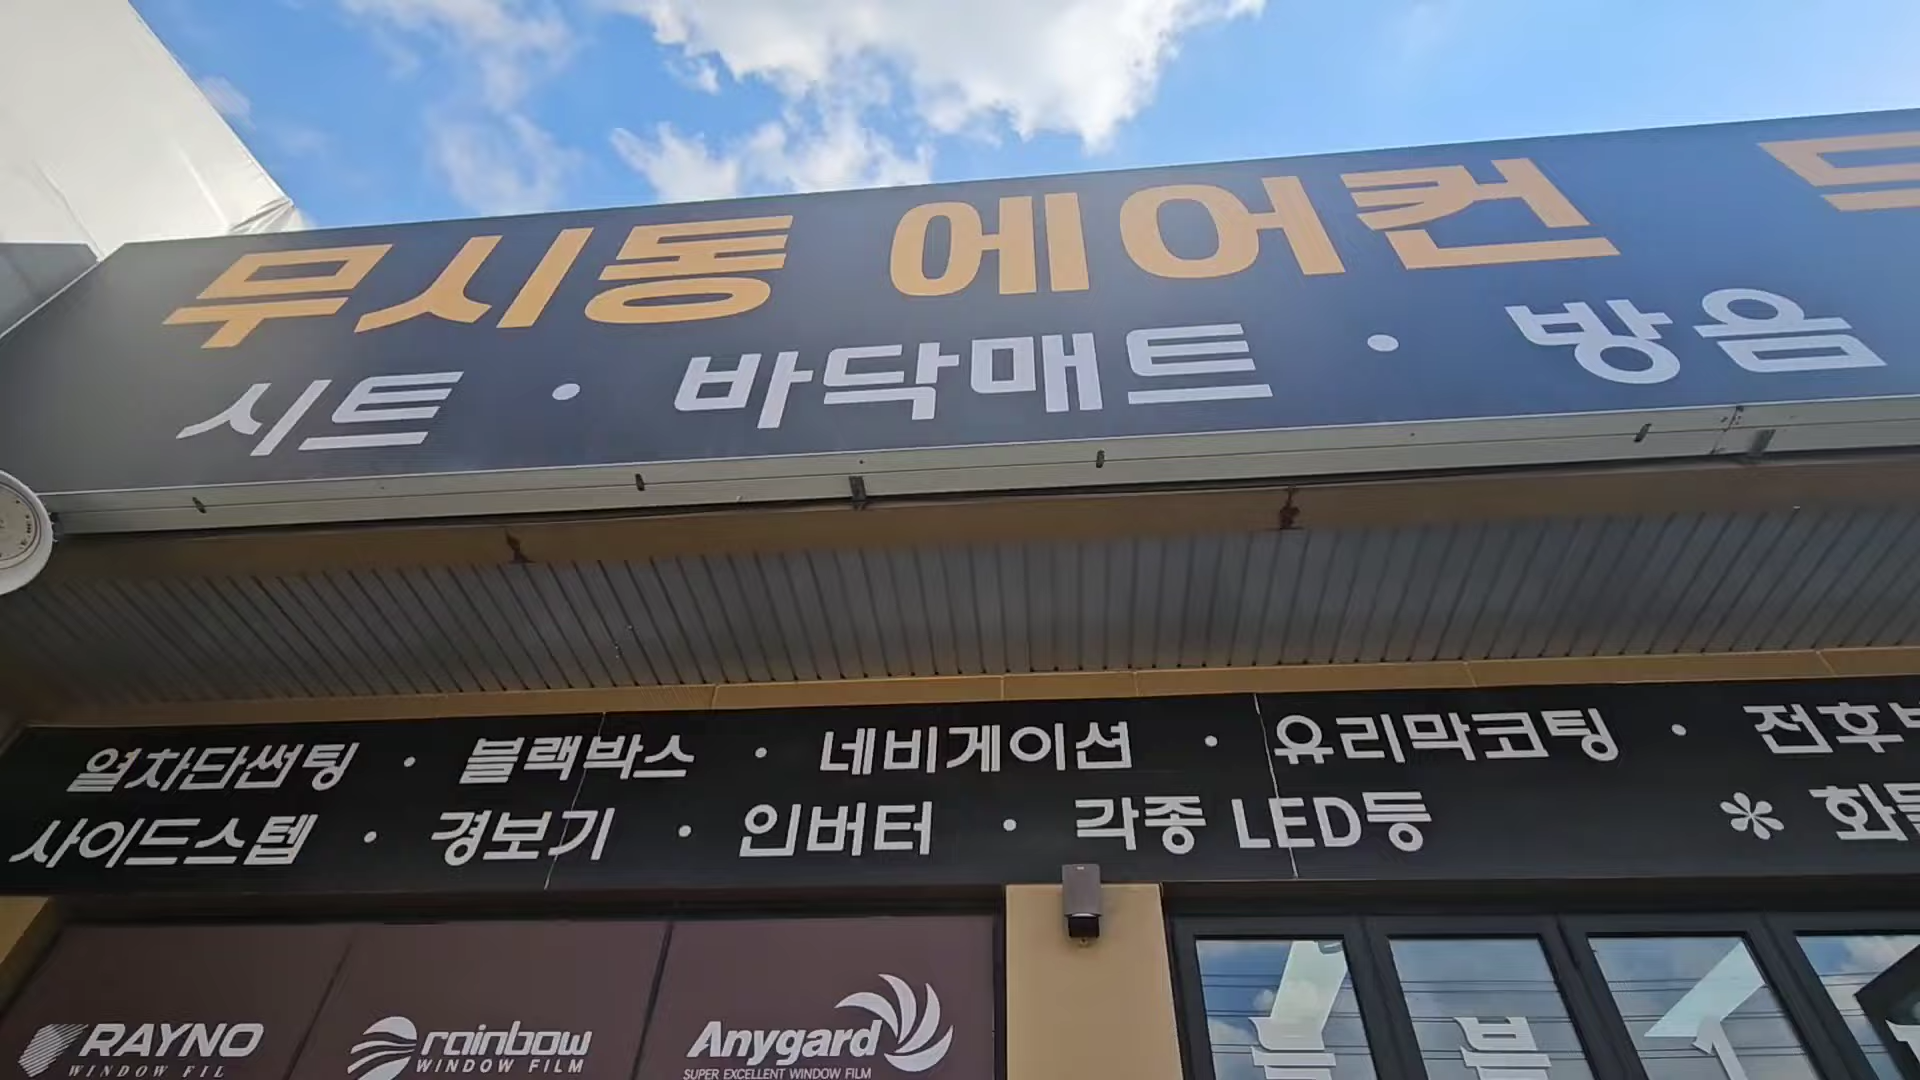 무시동 에어컨
시트 · 바닥매트 · 방음
열차단썬팅 · 블랙박스 · 네비게이션 · 유리막코팅 · 전후
사이드스텝 · 경보기 · 인버터 · 각종 LED등 * 화물
RAYNO
WINDOW FIL
rainbow
WINDOW FILM
Anygard
SUPER EXCELLENT WINDOW FILM